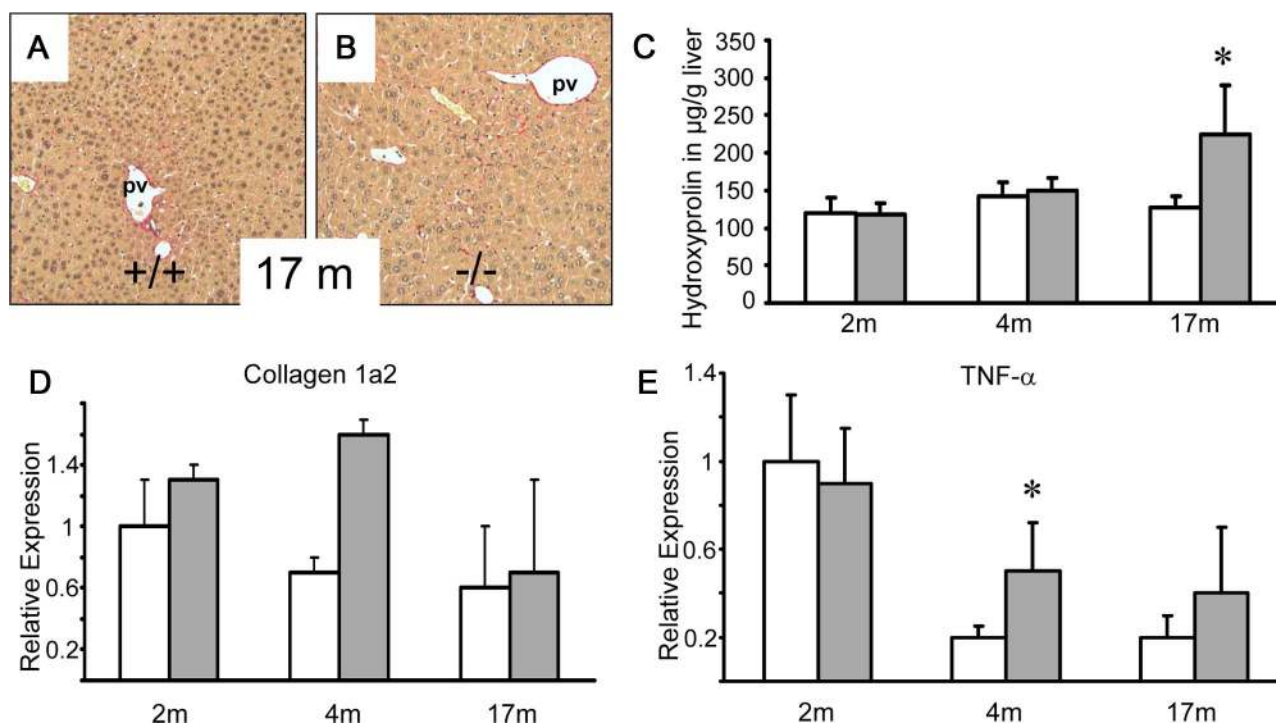 A
B
pv
pv
+/+
17 m
-/-
C
Hydroxyprolin in µg/g liver
350
300
250
200
150
100
50
0
*
2m
4m
17m
D
Collagen 1a2
Relative Expression
1.4
1
0.6
0.2
2m
4m
17m
E
TNF-α
Relative Expression
1.4
1
0.6
0.2
*
2m
4m
17m